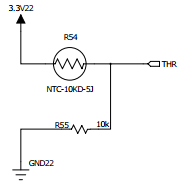 3.3V22
R54
THR
NTC-10KD-5J
R55 10k
GND22